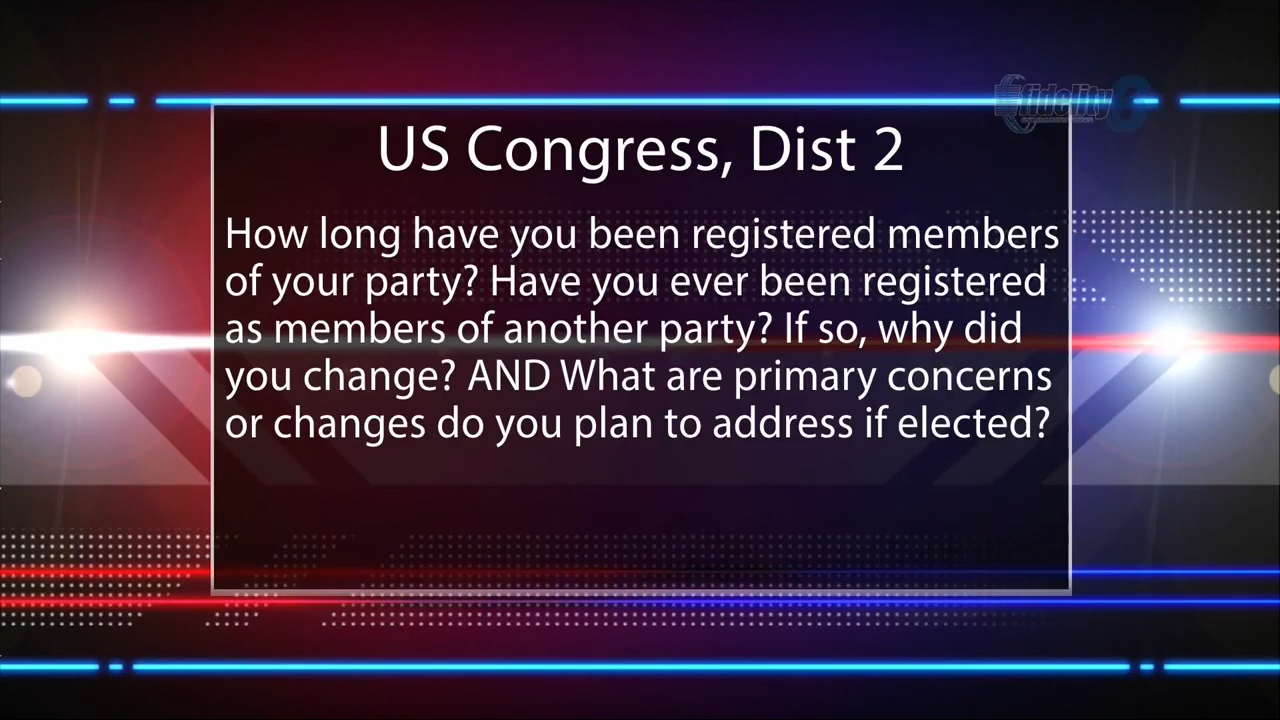 fidelity 6
US Congress, Dist 2
How long have you been registered members
of your party? Have you ever been registered
as members of another party? If so, why did
you change? AND What are primary concerns
or changes do you plan to address if elected?